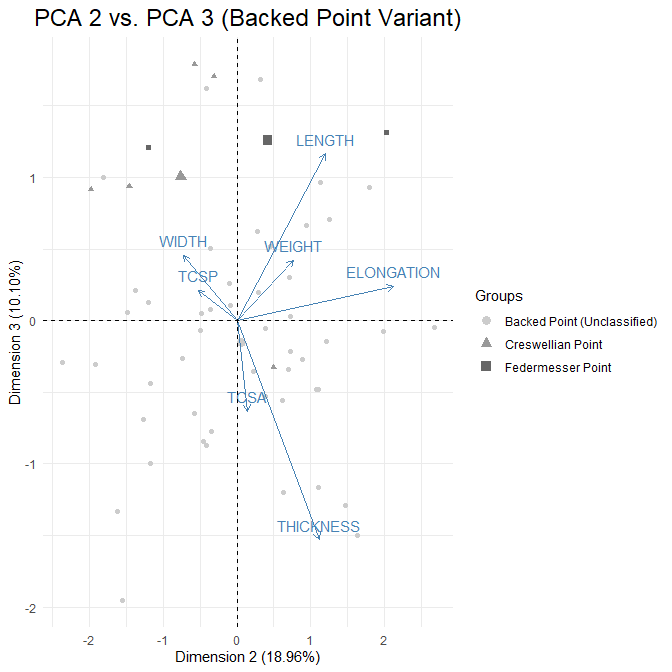 PCA 2 vs. PCA 3 (Backed Point Variant)
LENGTH
WIDTH
WEIGHT
TCSP
ELONGATION
TCSA
THICKNESS
1
0
-1
-2
Dimension 3 (10.10%)
-2
-1
0
1
2
Dimension 2 (18.96%)
Groups
Backed Point (Unclassified)
Creswellian Point
Federmesser Point